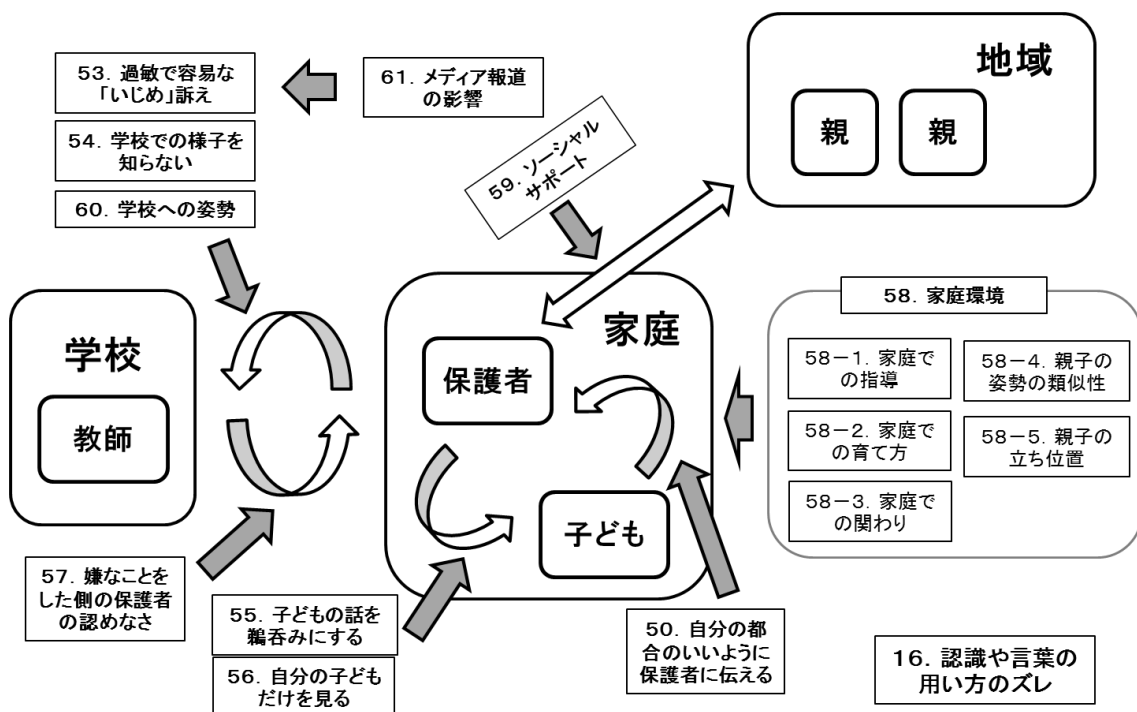 53．過敏で容易な
「いじめ」訴え
61．メディア報道
の影響
54．学校での様子を
知らない
60．学校への姿勢
59．ソーシャル
サポート
地域
親
親
学校
教師
家庭
保護者
子ども
58．家庭環境
58－1．家庭で
の指導
58－2．家庭で
の育て方
58－3．家庭で
の関わり
58－4．親子の
姿勢の類似性
58－5．親子の
立ち位置
57．嫌なことを
した側の保護者
の認めなさ
55．子どもの話を
鵜呑みにする
56．自分の子ども
だけを見る
50．自分の都
合のいいように
保護者に伝える
16．認識や言葉の
用い方のズレ